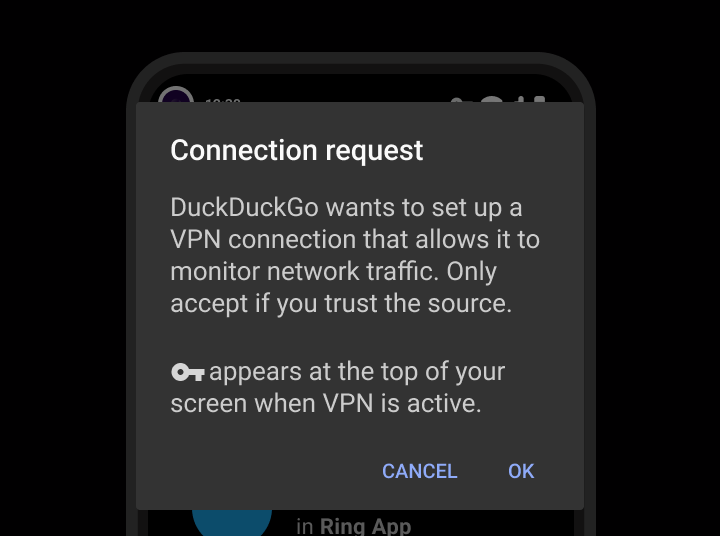 Connection request
DuckDuckGo wants to set up a
VPN connection that allows it to
monitor network traffic. Only
accept if you trust the source.
appears at the top of your
screen when VPN is active.
CANCEL OK
in Ring App